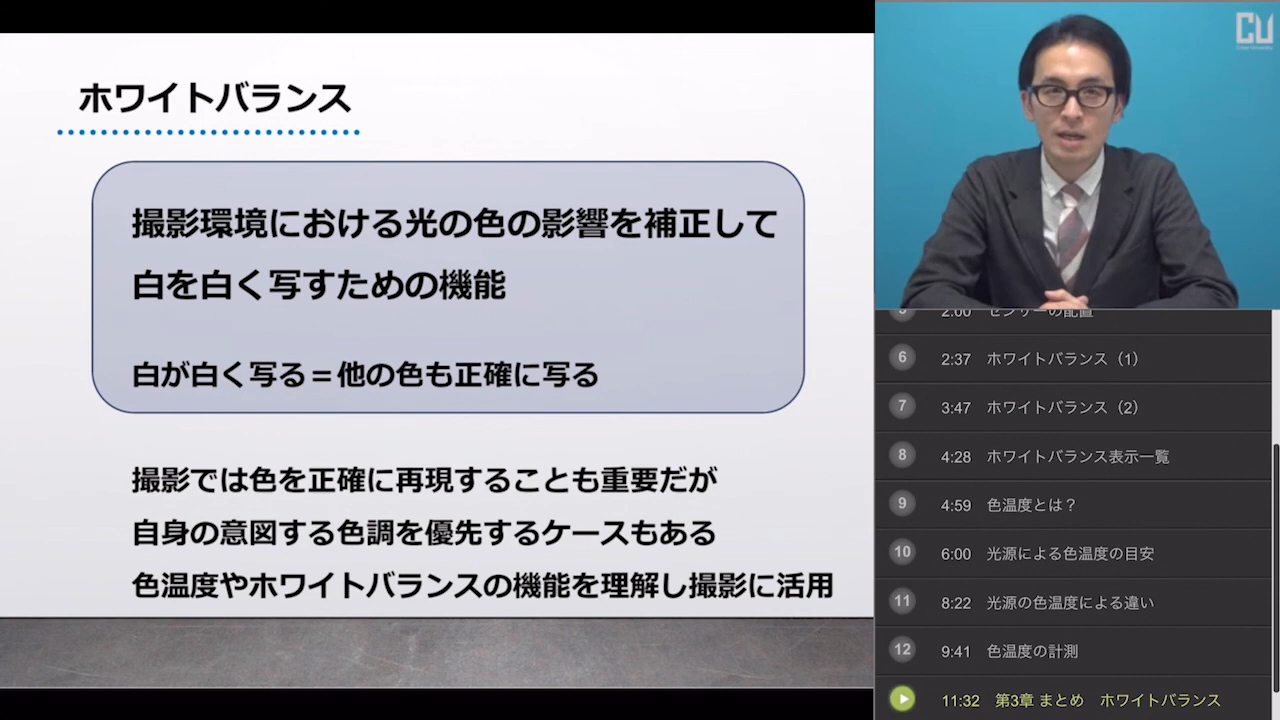 ホワイトバランス
撮影環境における光の色の影響を補正して
白を白く写すための機能
白が白く写る＝他の色も正確に写る
撮影では色を正確に再現することも重要だが
自身の意図する色調を優先するケースもある
色温度やホワイトバランスの機能を理解し撮影に活用
CU
5 2:00 センサーの配置
6 2:37 ホワイトバランス（1）
7 3:47 ホワイトバランス（2）
8 4:28 ホワイトバランス表示一覧
9 4:59 色温度とは？
10 6:00 光源による色温度の目安
11 8:22 光源の色温度による違い
12 9:41 色温度の計測
11:32 第3章 まとめ　ホワイトバランス